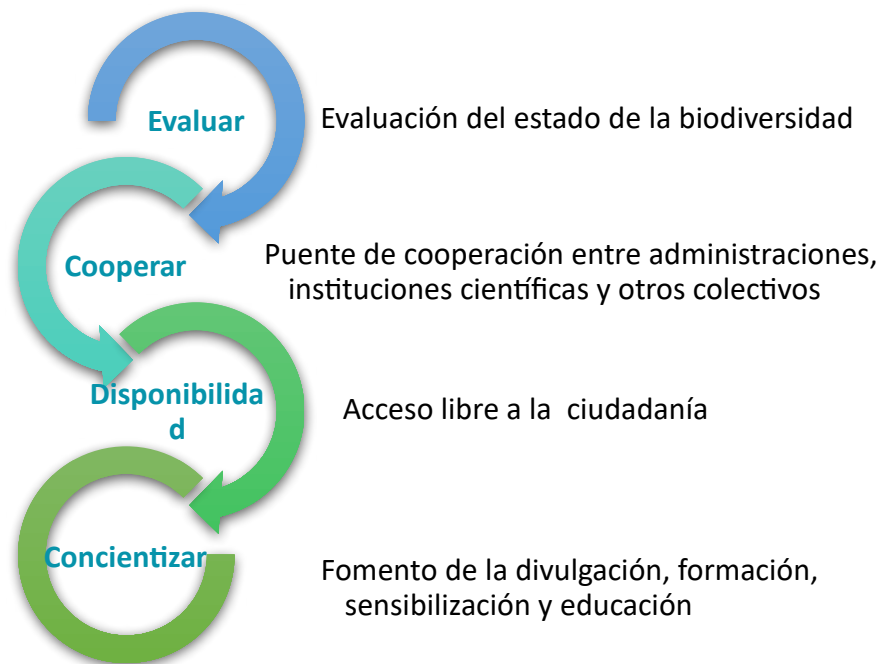 Evaluar
Evaluación del estado de la biodiversidad
Cooperar
Puente de cooperación entre administraciones,
instituciones científicas y otros colectivos
Disponibilida
d
Acceso libre a la ciudadanía
Concientizar
Fomento de la divulgación, formación,
sensibilización y educación